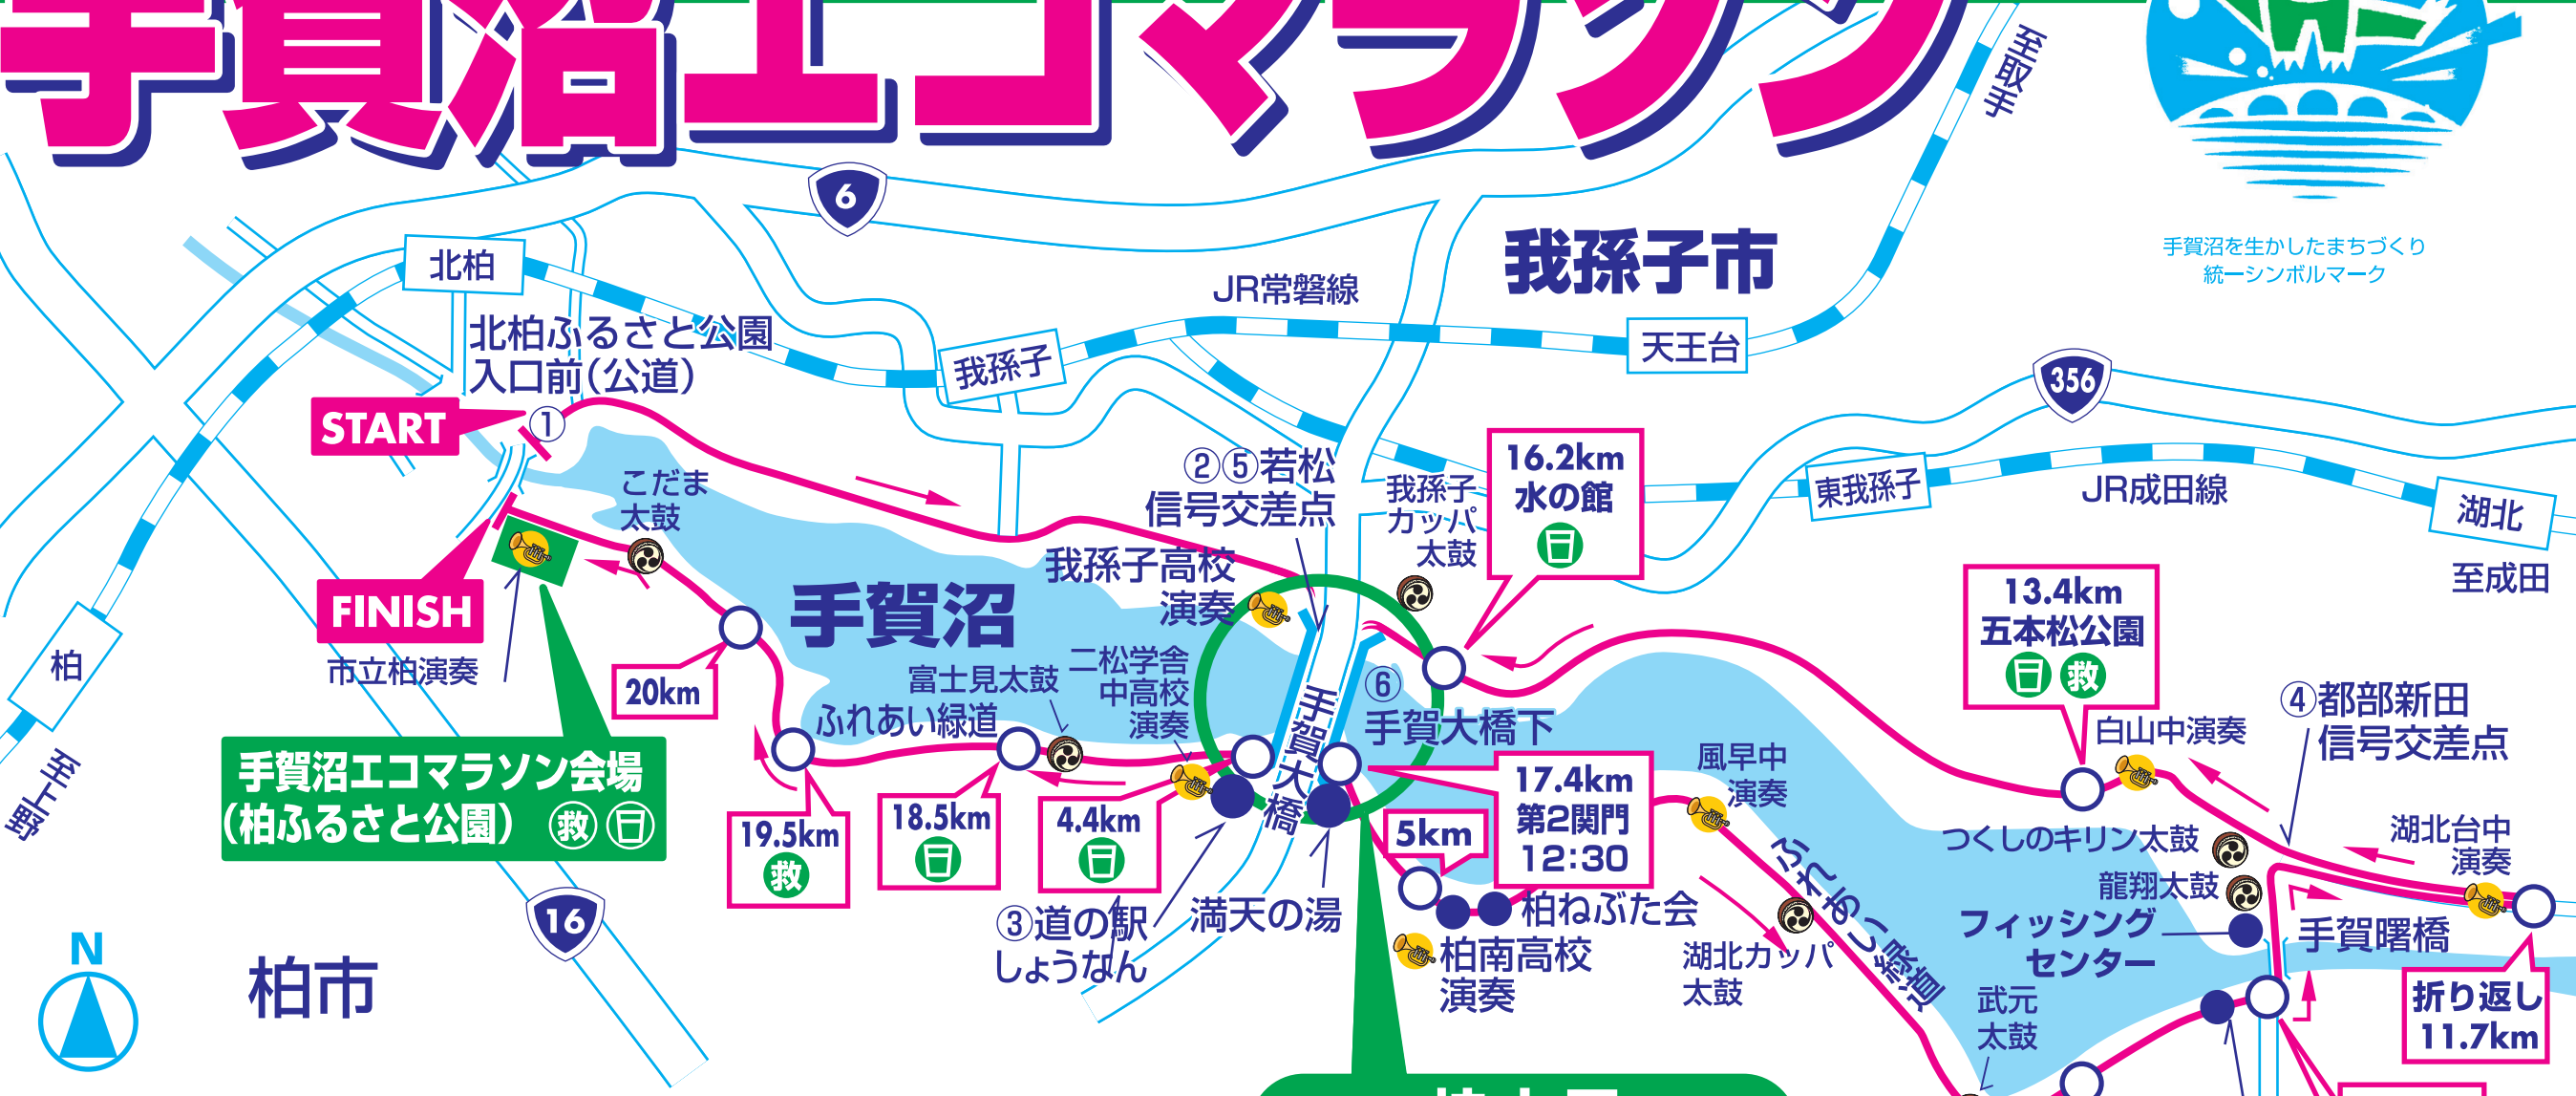 手賀沼エコマラソン
至取手
6
手賀沼を生かしたまちづくり
統一シンボルマーク
我孫子市
北柏
JR常磐線
北柏ふるさと公園
入口前(公道)
①
START
我孫子
天王台
356
東我孫子
JR成田線
湖北
至成田
②⑤若松
信号交差点
我孫子
カッパ
太鼓
16.2km
水の館
こだま
太鼓
我孫子高校
演奏
手賀沼
FINISH
市立柏演奏
柏
至上野
13.4km
五本松公園
救
④都部新田
信号交差点
白山中演奏
20km
富士見太鼓
二松学舎
中高校
演奏
ふれあい緑道
⑥
手賀大橋下
手賀大橋
手賀沼エコマラソン会場
(柏ふるさと公園) 救
19.5km
救
18.5km
4.4km
17.4km
第2関門
12:30
5km
風早中
演奏
つくしのキリン太鼓
湖北台中
演奏
龍翔太鼓
フィッシング
センター
手賀曙橋
③道の駅
しょうなん
満天の湯
柏ねぶた会
柏南高校
演奏
湖北カッパ
太鼓
ふれあい緑道
武元
太鼓
折り返し
11.7km
16
N
柏市